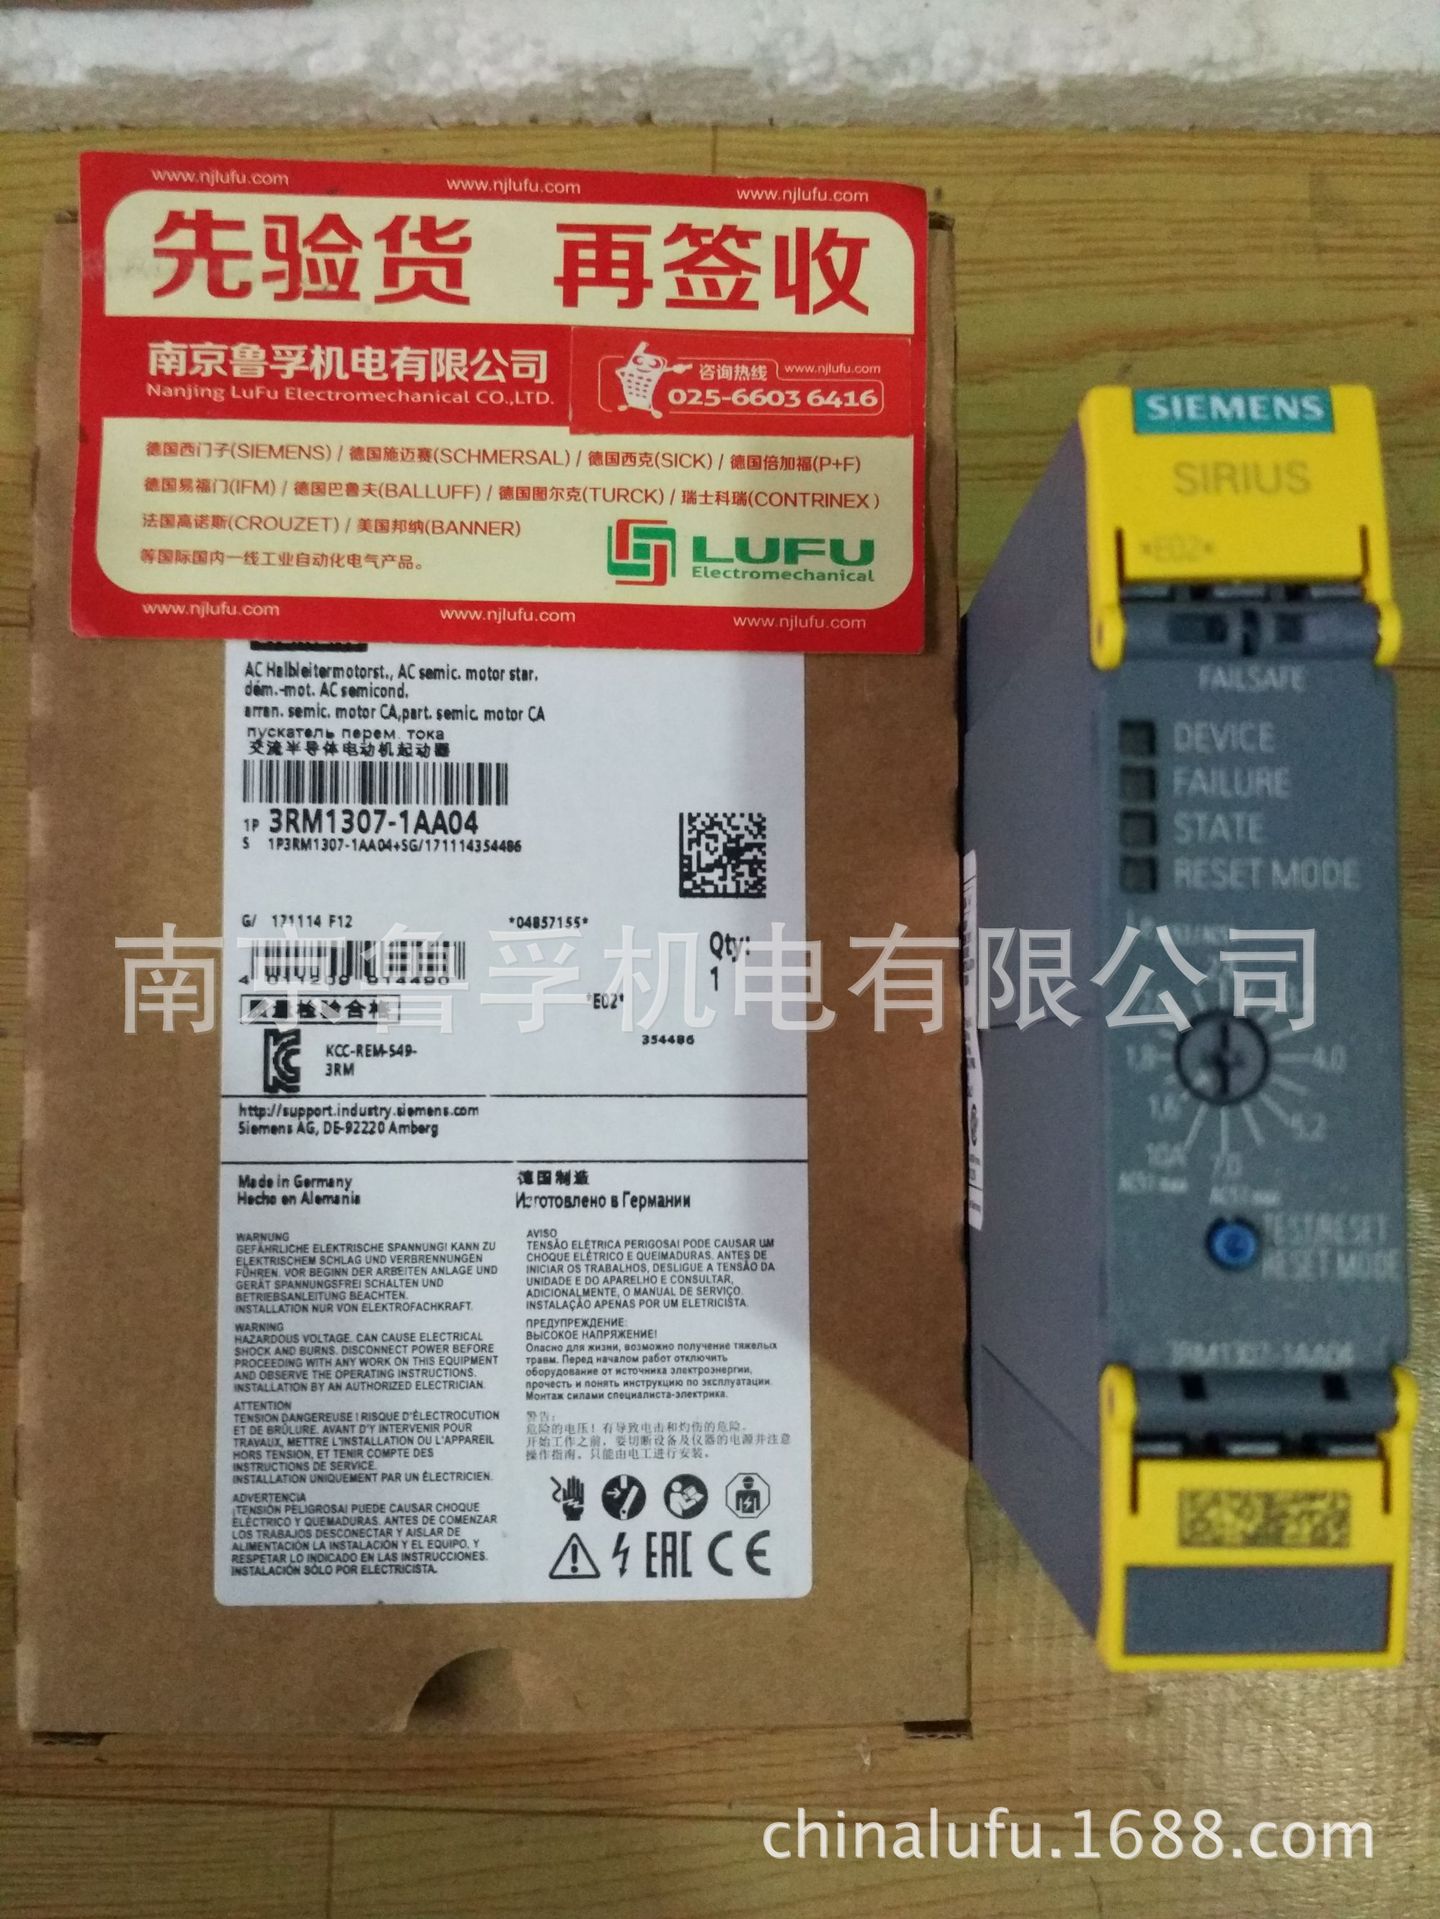 www.njlufu.com www.njlufu.com www.njlufu.com
先验货 再签收
南京鲁孚机电有限公司
Nanjing LuFu Electromechanical CO.,LTD.
咨询热线 www.njlufu.com
025-6603 6416
德国西门子(SIEMENS) / 德国施迈赛(SCHMERSAL) / 德国西克(SICK) / 德国倍加福(P+F)
德国易福门(IFM) / 德国巴鲁夫(BALLUFF) / 德国图尔克(TURCK) / 瑞士科瑞(CONTRINEX)
法国高诺斯(CROUZET) / 美国邦纳(BANNER)
等国际国内一线工业自动化电气产品。
LUFU
Electromechanical
www.njlufu.com www.njlufu.com www.njlufu.com
AC Halbleitermotorst., AC semic. motor star.
dém.-mot. AC semicond.
arran. semic. motor CA,part. semic. motor CA
пускатель перем. тока
交流半导体电动机起动器
1P 3RM1307-1AA04
S 1P3RM1307-1AA04+SG/171114354486
G/ 171114 F12 *04857155*
Qty:
1
4 011209 914490
质量检验合格
*E02*
354486
KCC-REM-S49-
3RM
http://support.industry.siemens.com
Siemens AG, DE-92220 Amberg
Made in Germany
Hecho en Alemania
德国制造
Изготовлено в Германии
WARNUNG
GEFÄHRLICHE ELEKTRISCHE SPANNUNG! KANN ZU
ELEKTRISCHEM SCHLAG UND VERBRENNUNGEN
FÜHREN. VOR BEGINN DER ARBEITEN ANLAGE UND
GERÄT SPANNUNGSFREI SCHALTEN UND
BETRIEBSANLEITUNG BEACHTEN.
INSTALLATION NUR VON ELEKTROFACHKRAFT.
WARNING
HAZARDOUS VOLTAGE. CAN CAUSE ELECTRICAL
SHOCK AND BURNS. DISCONNECT POWER BEFORE
PROCEEDING WITH ANY WORK ON THIS EQUIPMENT
AND OBSERVE THE OPERATING INSTRUCTIONS.
INSTALLATION BY AN AUTHORIZED ELECTRICIAN.
ATTENTION
TENSION DANGEREUSE ! RISQUE D'ÉLECTROCUTION
ET DE BRÛLURE. AVANT D'Y INTERVENIR POUR
TRAVAUX, METTRE L'INSTALLATION OU L'APPAREIL
HORS TENSION, ET TENIR COMPTE DES
INSTRUCTIONS DE SERVICE.
INSTALLATION UNIQUEMENT PAR UN ÉLECTRICIEN.
ADVERTENCIA
¡TENSIÓN PELIGROSA! PUEDE CAUSAR CHOQUE
ELÉCTRICO Y QUEMADURAS. ANTES DE COMENZAR
LOS TRABAJOS DESCONECTAR Y AISLAR DE
ALIMENTACIÓN LA INSTALACIÓN Y EL EQUIPO, Y
RESPETAR LO INDICADO EN LAS INSTRUCCIONES.
INSTALACIÓN SÓLO POR ELECTRICISTA.
AVISO
TENSÃO ELÉTRICA PERIGOSA! PODE CAUSAR UM
CHOQUE ELÉTRICO E QUEIMADURAS. ANTES DE
INICIAR OS TRABALHOS, DESLIGUE A TENSÃO DA
UNIDADE E DO APARELHO E CONSULTAR,
ADICIONALMENTE, O MANUAL DE SERVIÇO.
INSTALAÇÃO APENAS POR UM ELETRICISTA.
ПРЕДУПРЕЖДЕНИЕ:
ВЫСОКОЕ НАПРЯЖЕНИЕ!
Опасно для жизни, возможно получение тяжелых
травм. Перед началом работ отключить
оборудование от источника электроэнергии,
прочесть и понять инструкцию по эксплуатации.
Монтаж силами специалиста-электрика.
警告:
危险的电压! 有导致电击和灼伤的危险。
开始工作之前, 要切断设备及仪器的电源并注意
操作指南。只能由电工进行安装。
EAC CE
SIEMENS
SIRIUS
*E02*
FAILSAFE
DEVICE
FAILURE
STATE
RESET MODE
1.8 4.0
1.6 5.2
10A 7.0
TEST/RESET
RESET MODE
3RM1307-1AA04
南京鲁孚机电有限公司
chinalufu.1688.com